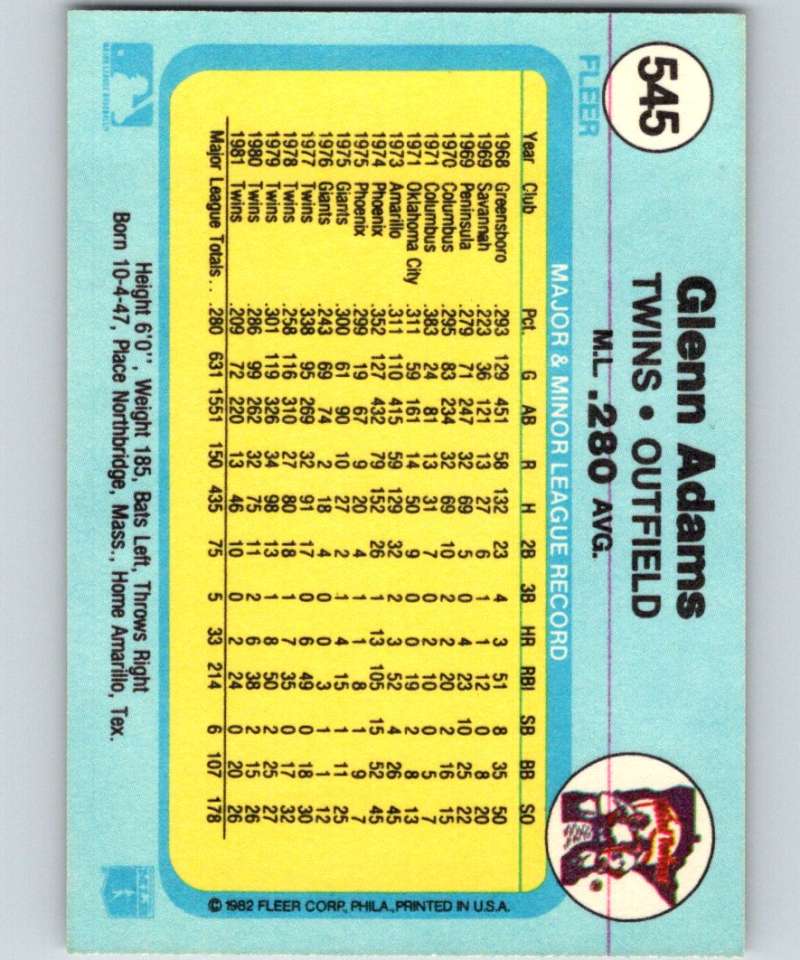 545
FLEER
Glenn Adams
TWINS • OUTFIELD
M.L. .280 AVG.
MAJOR & MINOR LEAGUE RECORD
Year Club Pct. G AB R H 2B 3B HR RBI SB BB SO
1968 Greensboro .293 129 451 58 132 23 4 3 51 8 35 50
1969 Savannah .223 36 121 13 27 6 1 1 12 0 8 20
1969 Peninsula .279 71 247 32 69 5 0 4 23 10 25 22
1970 Columbus .295 83 234 32 69 10 2 2 20 2 16 15
1971 Columbus .383 24 81 13 31 7 0 2 10 0 5 7
1971 Oklahoma City .311 59 161 14 50 9 0 0 19 2 8 13
1973 Amarillo .311 110 415 59 129 32 2 3 52 4 26 45
1974 Phoenix .352 127 432 79 152 26 1 13 105 15 52 45
1975 Phoenix .299 19 67 9 20 4 1 1 8 1 9 7
1975 Giants .300 61 90 10 27 2 1 4 15 1 11 25
1976 Giants .243 69 74 2 18 4 0 0 3 1 1 12
1977 Twins .338 95 269 32 91 17 0 6 49 0 18 30
1978 Twins .258 116 310 27 80 18 1 7 35 0 17 32
1979 Twins .301 119 326 34 98 13 1 8 50 2 25 27
1980 Twins .286 99 262 32 75 11 2 6 38 2 15 26
1981 Twins .209 72 220 13 46 10 0 2 24 0 20 26
Major League Totals . . .280 631 1551 150 435 75 5 33 214 6 107 178
© 1982 FLEER CORP., PHILA., PRINTED IN U.S.A.
Height 6'0'', Weight 185, Bats Left, Throws Right
Born 10-4-47, Place Northbridge, Mass., Home Amarillo, Tex.